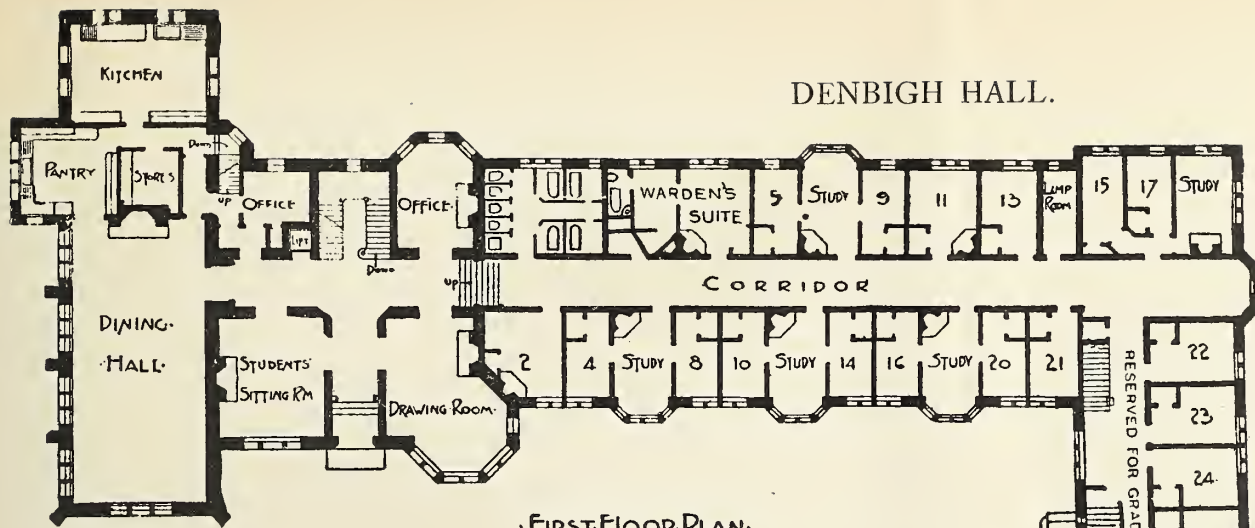 DENBIGH HALL.
KITCHEN
PANTRY
STORES
Down
UP
OFFICE
LIFT
Down
OFFICE
UP
WARDEN'S
SUITE
5
STUDY
9
11
13
LAMP
ROOM
15
17
STUDY
CORRIDOR
DINING·
·HALL·
STUDENTS'
SITTING RM
DRAWING ROOM·
2
4
STUDY
8
10
STUDY
14
16
STUDY
20
21
22
23
24
RESERVED FOR GRAD
·FIRST·FLOOR·PLAN·